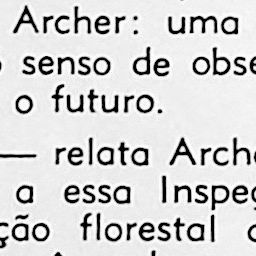 Archer: uma
senso de obse
o futuro.
— relata Arche
a essa Inspeç
ção florestal